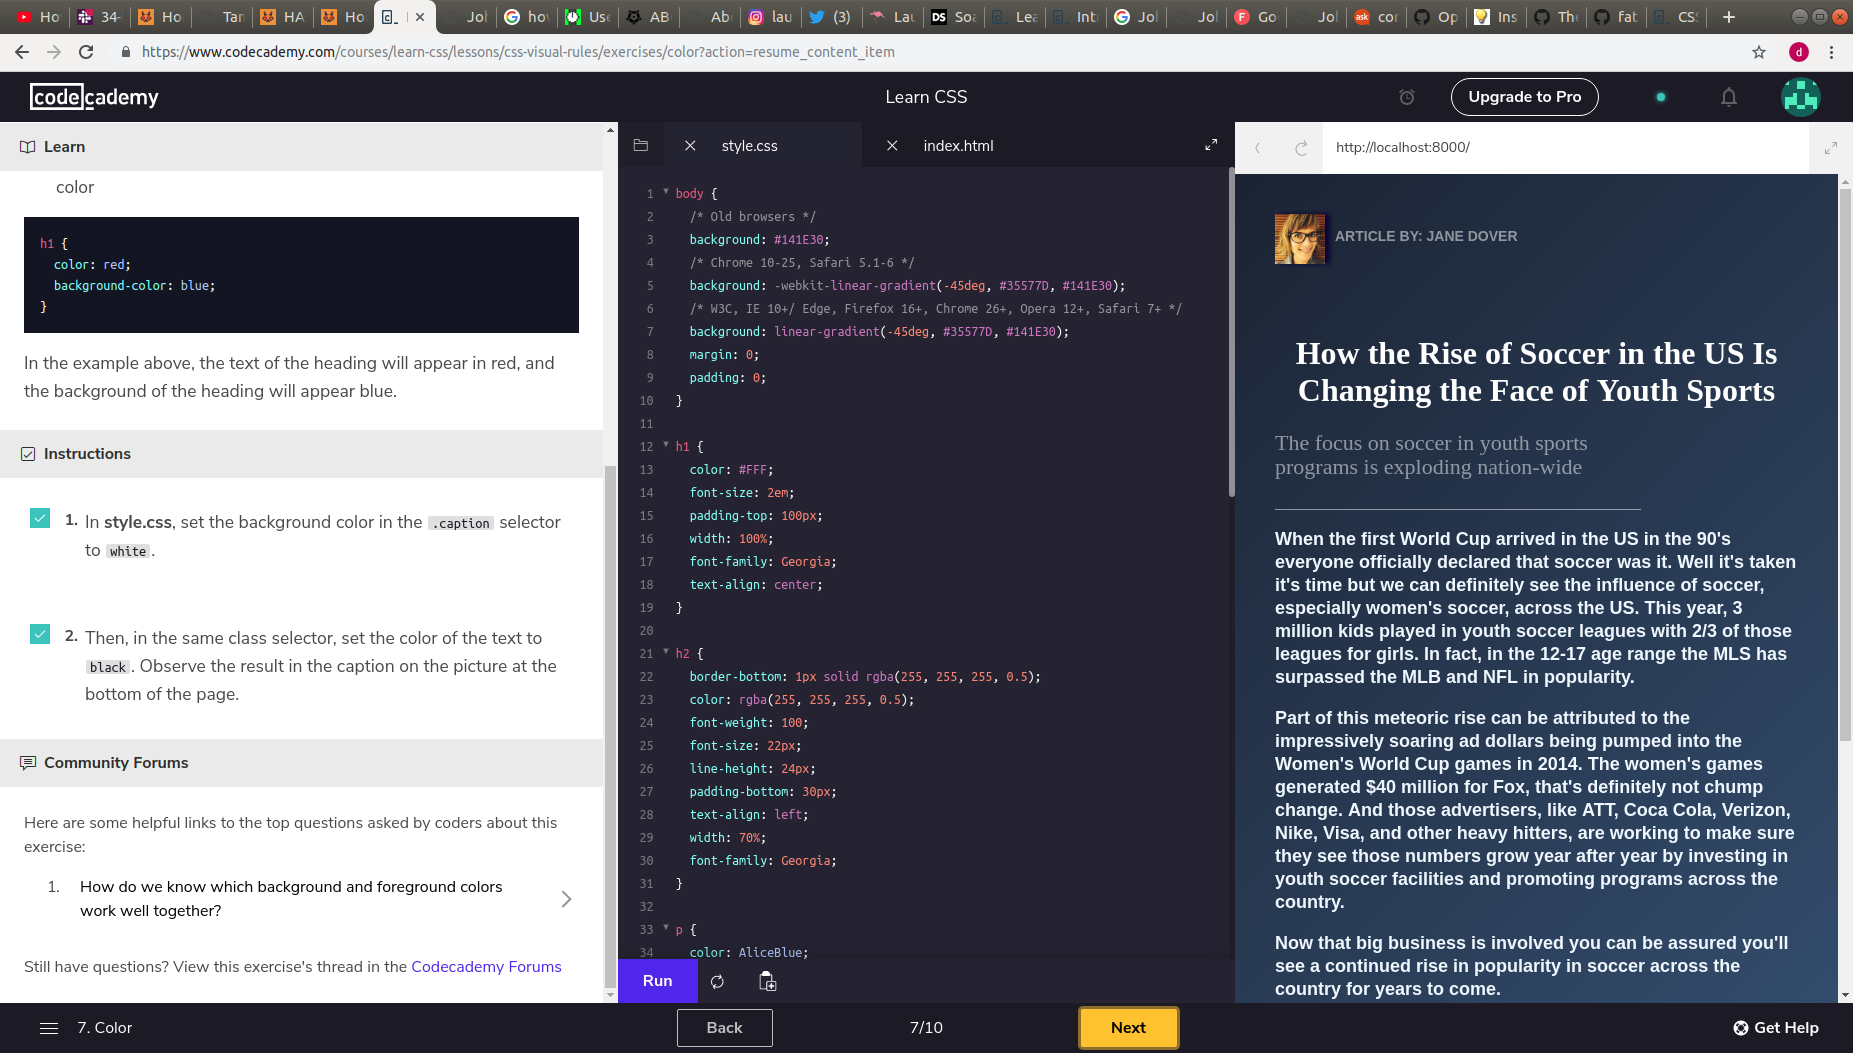 Ho
34-
Ho
Tar
HA
Ho
Jol
ho
Use
AB
Ab
lau
(3)
Lau
DS
Soa
Lea
Int
Jol
Jol
Go
Jol
ask
cor
Op
Ins
Th
fat
CSS
https://www.codecademy.com/courses/learn-css/lessons/css-visual-rules/exercises/color?action=resume_content_item
d
codecademy
Learn CSS
Upgrade to Pro
Learn
color
h1 {
color: red;
background-color: blue;
}
In the example above, the text of the heading will appear in red, and
the background of the heading will appear blue.
Instructions
1. In style.css, set the background color in the .caption selector
to white.
2. Then, in the same class selector, set the color of the text to
black. Observe the result in the caption on the picture at the
bottom of the page.
Community Forums
Here are some helpful links to the top questions asked by coders about this
exercise:
1. How do we know which background and foreground colors
work well together?
Still have questions? View this exercise's thread in the Codecademy Forums
style.css
index.html
1 body {
2 /* Old browsers */
3 background: #141E30;
4 /* Chrome 10-25, Safari 5.1-6 */
5 background: -webkit-linear-gradient(-45deg, #35577D, #141E30);
6 /* W3C, IE 10+/ Edge, Firefox 16+, Chrome 26+, Opera 12+, Safari 7+ */
7 background: linear-gradient(-45deg, #35577D, #141E30);
8 margin: 0;
9 padding: 0;
10 }
11
12 h1 {
13 color: #FFF;
14 font-size: 2em;
15 padding-top: 100px;
16 width: 100%;
17 font-family: Georgia;
18 text-align: center;
19 }
20
21 h2 {
22 border-bottom: 1px solid rgba(255, 255, 255, 0.5);
23 color: rgba(255, 255, 255, 0.5);
24 font-weight: 100;
25 font-size: 22px;
26 line-height: 24px;
27 padding-bottom: 30px;
28 text-align: left;
29 width: 70%;
30 font-family: Georgia;
31 }
32
33 p {
34 color: AliceBlue;
Run
http://localhost:8000/
ARTICLE BY: JANE DOVER
How the Rise of Soccer in the US Is
Changing the Face of Youth Sports
The focus on soccer in youth sports
programs is exploding nation-wide
When the first World Cup arrived in the US in the 90's
everyone officially declared that soccer was it. Well it's taken
it's time but we can definitely see the influence of soccer,
especially women's soccer, across the US. This year, 3
million kids played in youth soccer leagues with 2/3 of those
leagues for girls. In fact, in the 12-17 age range the MLS has
surpassed the MLB and NFL in popularity.
Part of this meteoric rise can be attributed to the
impressively soaring ad dollars being pumped into the
Women's World Cup games in 2014. The women's games
generated $40 million for Fox, that's definitely not chump
change. And those advertisers, like ATT, Coca Cola, Verizon,
Nike, Visa, and other heavy hitters, are working to make sure
they see those numbers grow year after year by investing in
youth soccer facilities and promoting programs across the
country.
Now that big business is involved you can be assured you'll
see a continued rise in popularity in soccer across the
country for years to come.
7. Color
Back
7/10
Next
Get Help